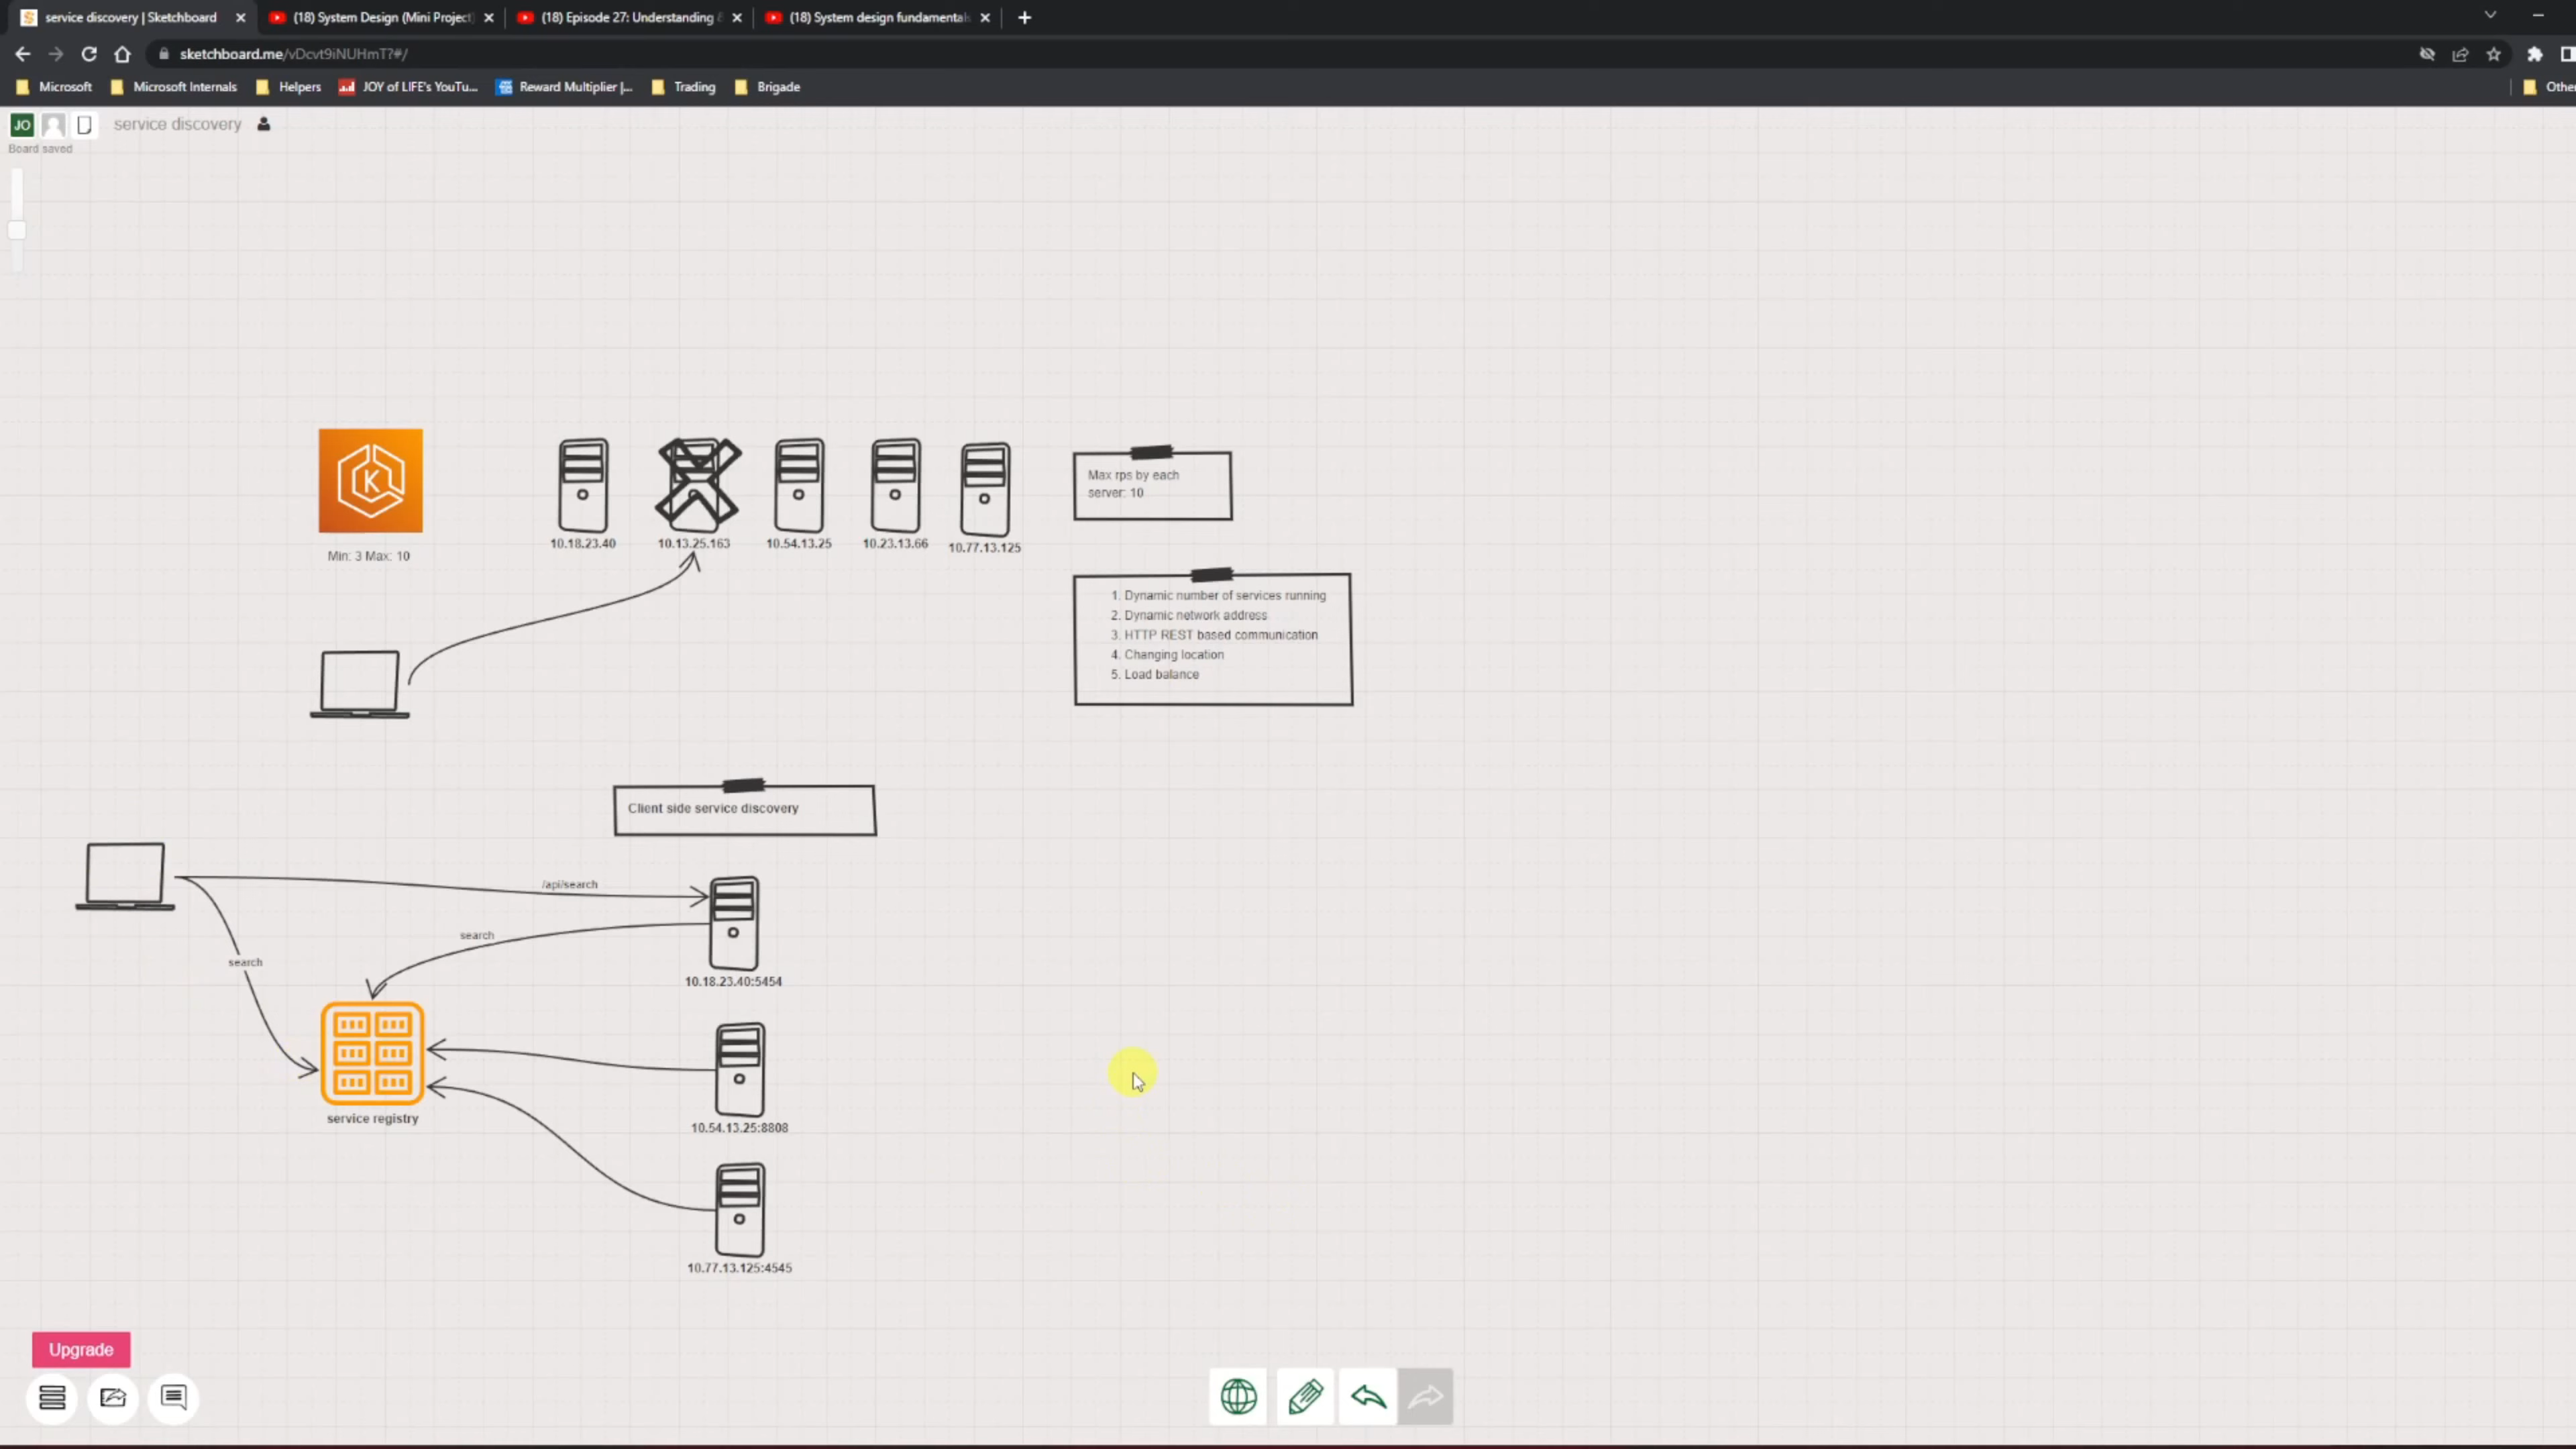 service discovery | Sketchboard
(18) System Design (Mini Project)
(18) Episode 27: Understanding &
(18) System design fundamentals
sketchboard.me/vDcvt9iNUHmT?#/
Microsoft
Microsoft Internals
Helpers
JOY of LIFE's YouTu...
Reward Multiplier |...
Trading
Brigade
Other
JO
service discovery
Board saved
K
Min: 3 Max: 10
10.18.23.40
10.13.25.163
10.54.13.25
10.23.13.66
10.77.13.125
Max rps by each
server: 10
1. Dynamic number of services running
2. Dynamic network address
3. HTTP REST based communication
4. Changing location
5. Load balance
Client side service discovery
/api/search
search
search
10.18.23.40:5454
service registry
10.54.13.25:8808
10.77.13.125:4545
Upgrade